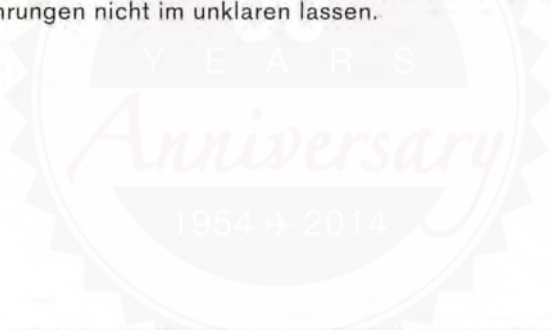 hrungen nicht im unklaren lassen.
YEARS
Anniversary
1954 ✈ 2014